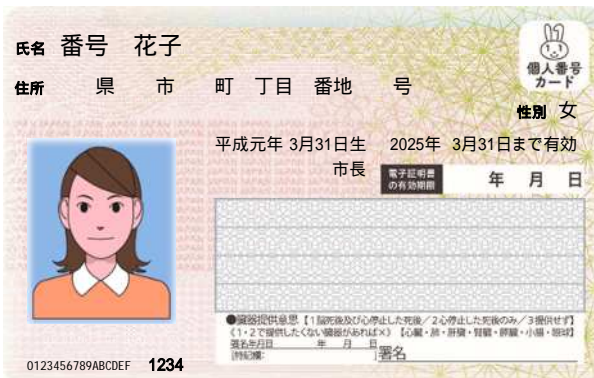 氏名 番号 花子
個人番号
カード
住所 県 市 町 丁目 番地 号
性別 女
平成元年 3月31日生 2025年 3月31日まで有効
市長
電子証明書
の有効期限 年 月 日
●臓器提供意思【1脳死後及び心停止した死後/2心停止した死後のみ/3提供せず】
《1・2で提供したくない臓器があれば×》【心臓・肺・肝臓・腎臓・膵臓・小腸・眼球】
署名年月日 年 月 日
[特記欄: ]署名
0123456789ABCDEF 1234